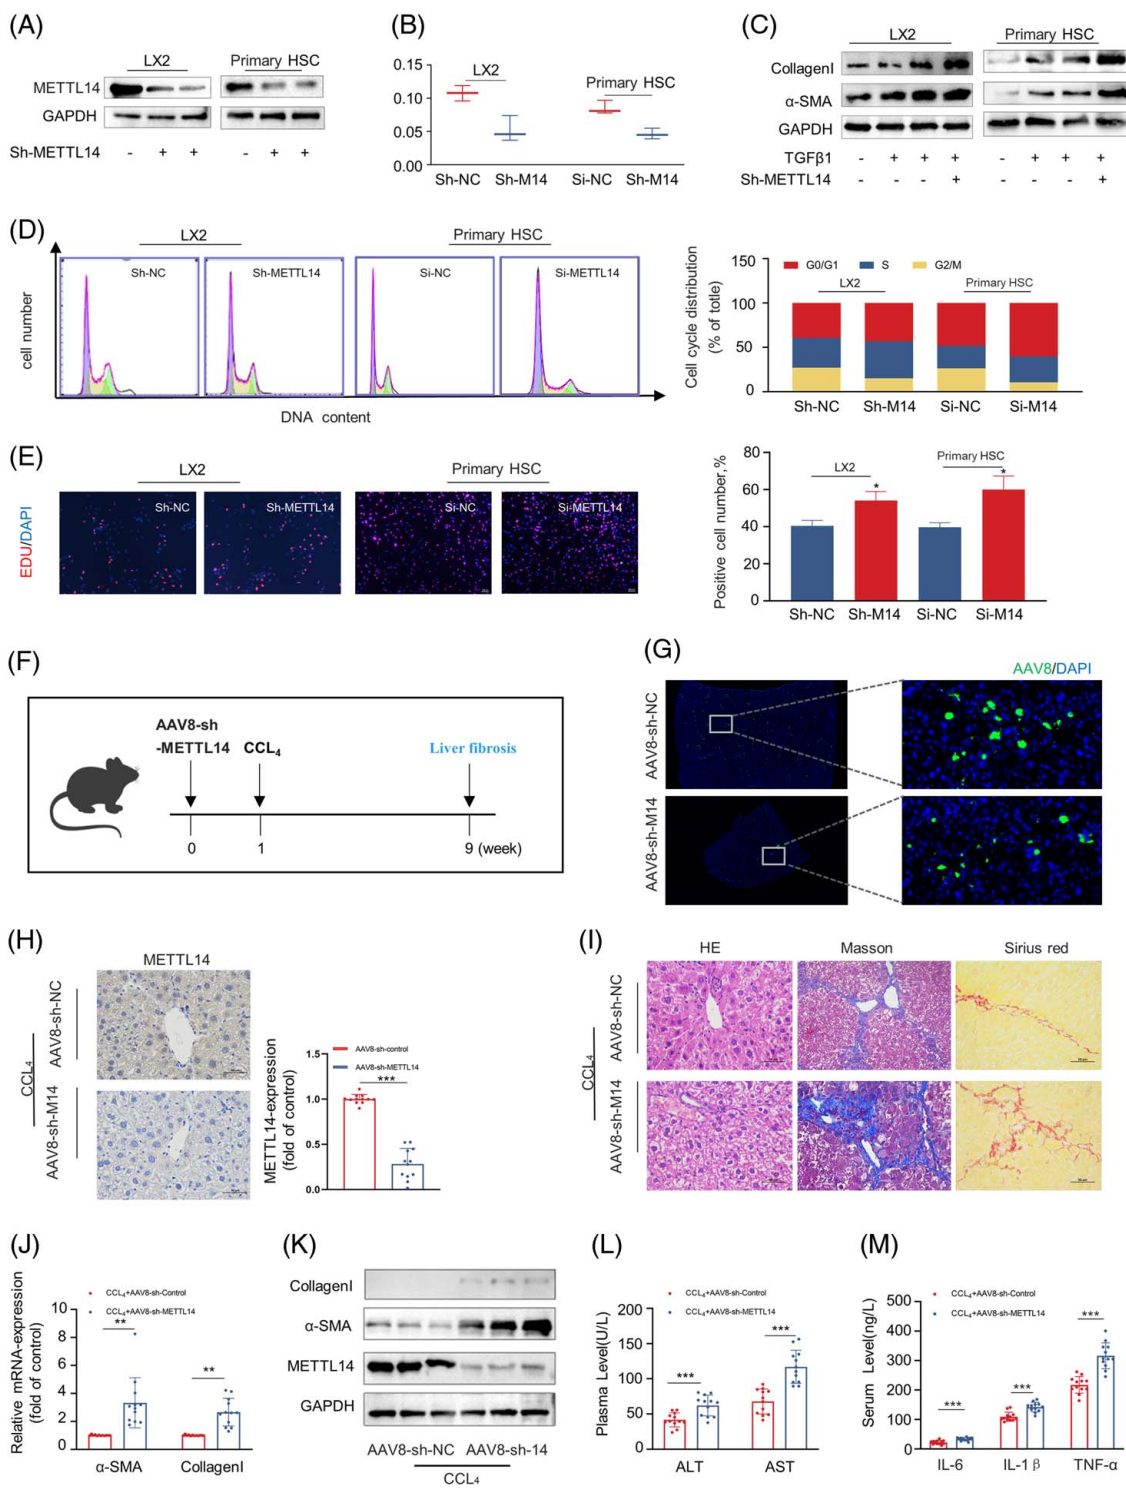 (A)
LX2
Primary HSC
METTL14
GAPDH
Sh-METTL14 - + + - + +
(B)
0.15
LX2
Primary HSC
0.10
0.05
0.00
Sh-NC Sh-M14 Si-NC Sh-M14
(C)
LX2
Primary HSC
CollagenI
α-SMA
GAPDH
TGFβ1 - + + + - + + +
Sh-METTL14 - - - + - - - +
(D)
LX2
Primary HSC
Sh-NC
Sh-METTL14
Si-NC
Si-METTL14
cell number
DNA content
Cell cycle distribution
(% of totle)
150
G0/G1 S G2/M
LX2
Primary HSC
100
50
0
Sh-NC Sh-M14 Si-NC Si-M14
(E)
LX2
Primary HSC
EDU/DAPI
Sh-NC
Sh-METTL14
Si-NC
Si-METTL14
Positive cell number,%
80
LX2
Primary HSC
* *
60
40
20
0
Sh-NC Sh-M14 Si-NC Si-M14
(F)
AAV8-sh
-METTL14
CCL₄
Liver fibrosis
0 1 9 (week)
(G)
AAV8/DAPI
AAV8-sh-NC
AAV8-sh-M14
(H)
METTL14
CCL₄
AAV8-sh-NC
AAV8-sh-M14
METTL14-expression
(fold of control)
AAV8-sh-control
AAV8-sh-METTL14
***
1.5
1.0
0.5
0.0
(I)
HE Masson Sirius red
CCL₄
AAV8-sh-NC
AAV8-sh-M14
(J)
Relative mRNA-expression
(fold of control)
CCL₄+AAV8-sh-Control
CCL₄+AAV8-sh-METTL14
10
8
6
4
2
0
** **
α-SMA CollagenI
(K)
CollagenI
α-SMA
METTL14
GAPDH
AAV8-sh-NC AAV8-sh-14
CCL₄
(L)
Plasma Level(U/L)
CCL₄+AAV8-sh-Control
CCL₄+AAV8-sh-METTL14
200
150
100
50
0
*** ***
ALT AST
(M)
Serum Level(ng/L)
CCL₄+AAV8-sh-Control
CCL₄+AAV8-sh-METTL14
500
400
300
200
100
0
*** *** ***
IL-6 IL-1 β TNF-α